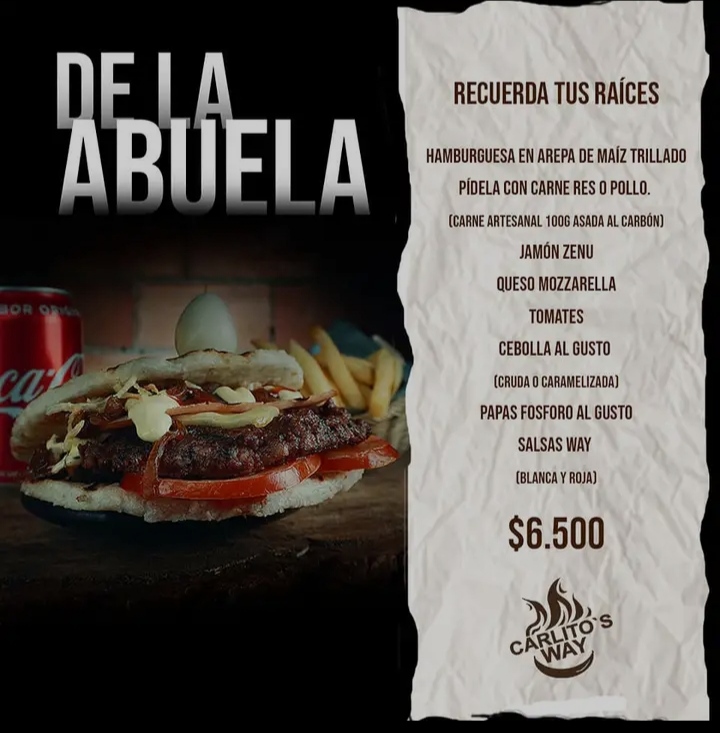 DE LA
ABUELA
RECUERDA TUS RAÍCES
HAMBURGUESA EN AREPA DE MAÍZ TRILLADO
PÍDELA CON CARNE RES O POLLO.
(CARNE ARTESANAL 100G ASADA AL CARBÓN)
JAMÓN ZENU
QUESO MOZZARELLA
TOMATES
CEBOLLA AL GUSTO
(CRUDA O CARAMELIZADA)
PAPAS FOSFORO AL GUSTO
SALSAS WAY
(BLANCA Y ROJA)
$6.500
CARLITO'S
WAY